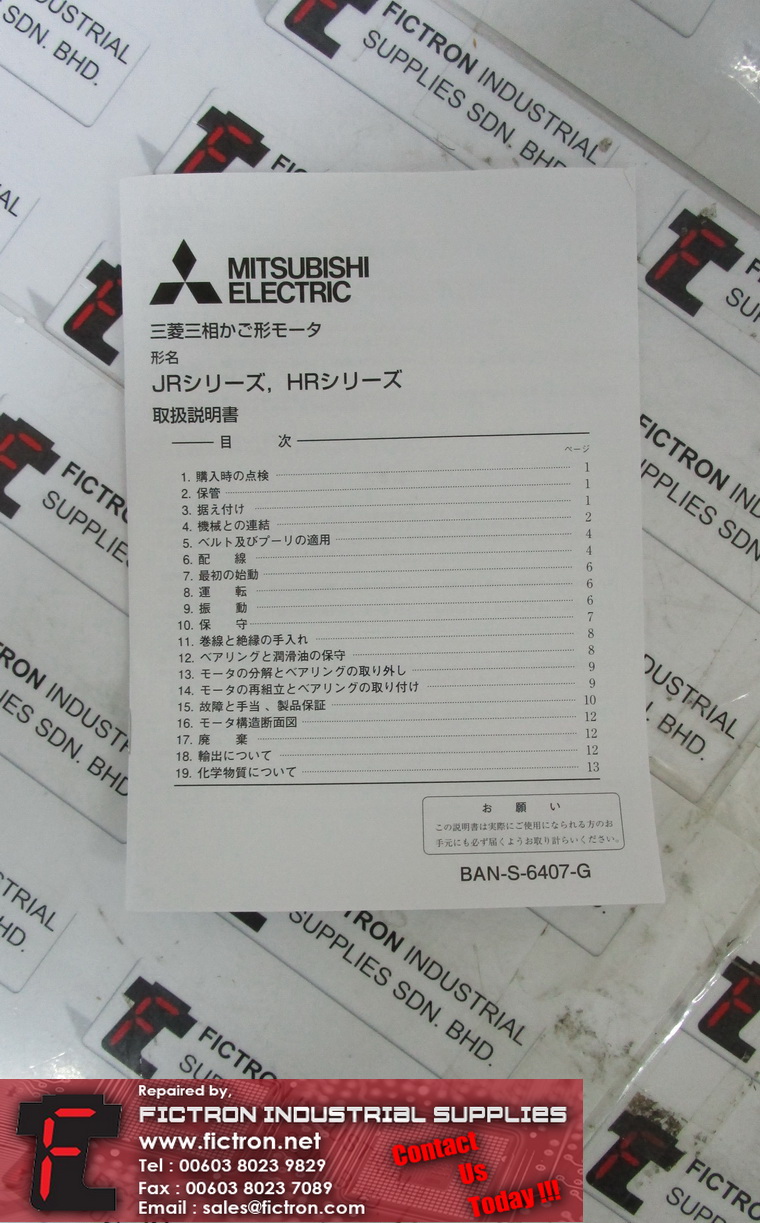 DUSTRIAL
SDN. BHD.
FICTRON INDUSTRIAL
SUPPLIES SDN. BHD.
MITSUBISHI
ELECTRIC
三菱三相かご形モータ
形名
JRシリーズ，HRシリーズ
取扱説明書
目 次
ページ
1. 購入時の点検 1
2. 保管 1
3. 据え付け 1
4. 機械との連結 2
5. ベルト及びプーリの適用 4
6. 配 線 4
7. 最初の始動 6
8. 運 転 6
9. 振 動 6
10. 保 守 7
11. 巻線と絶縁の手入れ 8
12. ベアリングと潤滑油の保守 8
13. モータの分解とベアリングの取り外し 9
14. モータの再組立とベアリングの取り付け 9
15. 故障と手当 、製品保証 10
16. モータ構造断面図 12
17. 廃 棄 12
18. 輸出について 12
19. 化学物質について 13
お 願 い
この説明書は実際にご使用になられる方のお
手元にも必ず届くようお取り計らいください。
BAN-S-6407-G
TRON INDUSTRIAL
SUPPLIES SDN. BHD.
Repaired by,
FICTRON INDUSTRIAL SUPPLIES
www.fictron.net
Tel : 00603 8023 9829
Fax : 00603 8023 7089
Email : sales@fictron.com
Contact
Us
Today !!!